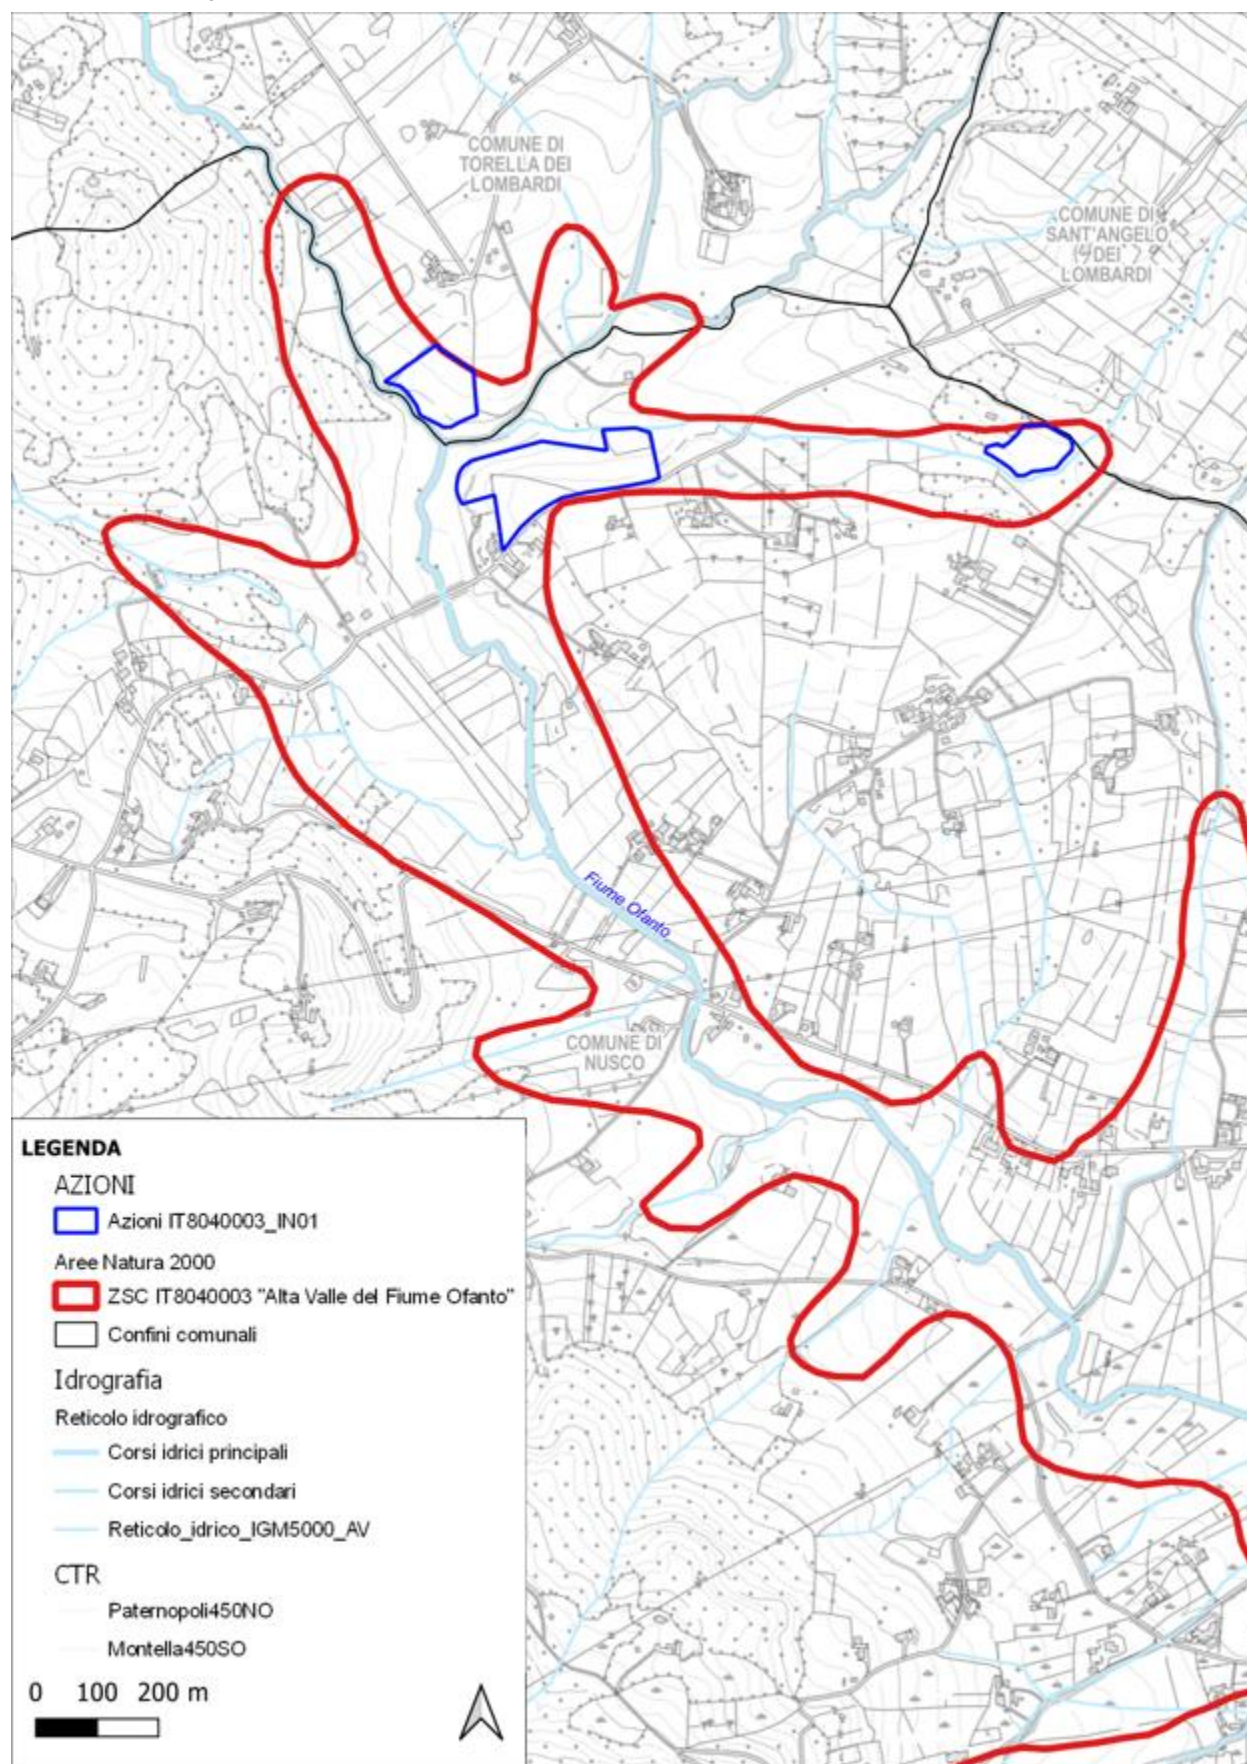 COMUNE DI
TORELLA DEI
LOMBARDI
COMUNE DI
SANT'ANGELO
DEI
LOMBARDI
Fiume Ofanto
COMUNE DI
NUSCO
LEGENDA
AZIONI
Azioni IT8040003_IN01
Aree Natura 2000
ZSC IT8040003 "Alta Valle del Fiume Ofanto"
Confini comunali
Idrografia
Reticolo idrografico
Corsi idrici principali
Corsi idrici secondari
Reticolo_idrico_IGM5000_AV
CTR
Paternopoli450NO
Montella450SO
0 100 200 m